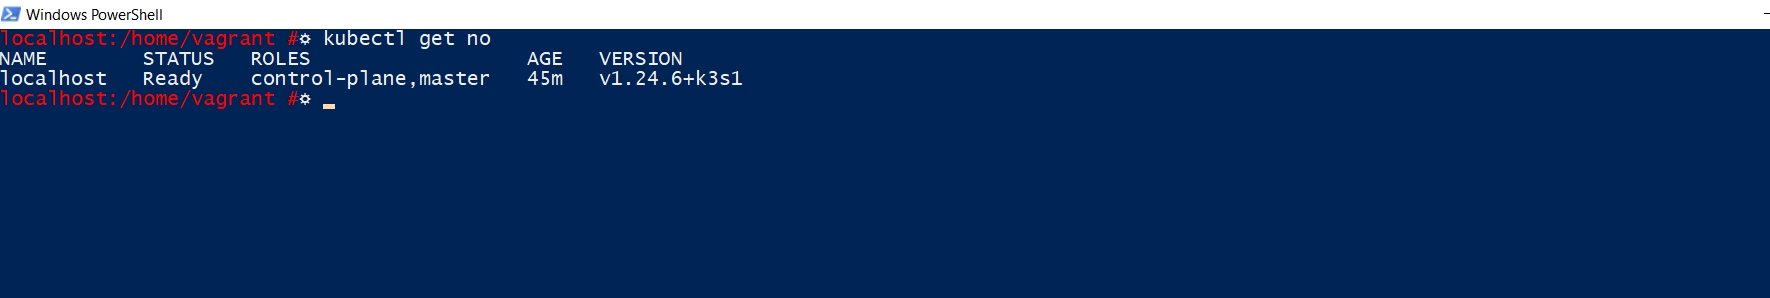 Windows PowerShell
localhost:/home/vagrant #⚙ kubectl get no
NAME        STATUS   ROLES                  AGE   VERSION
localhost   Ready    control-plane,master   45m   v1.24.6+k3s1
localhost:/home/vagrant #⚙